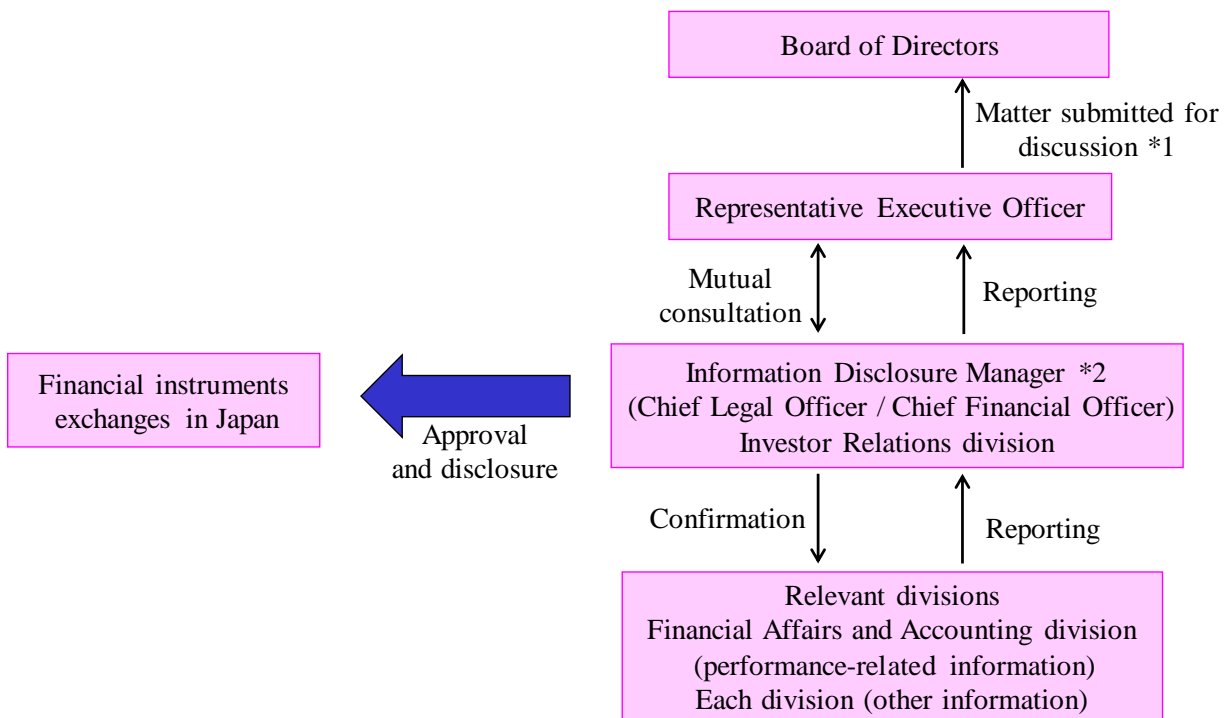 Board of Directors
Matter submitted for
discussion *1
Representative Executive Officer
Mutual
consultation
Reporting
Financial instruments
exchanges in Japan
Approval
and disclosure
Information Disclosure Manager *2
(Chief Legal Officer / Chief Financial Officer)
Investor Relations division
Confirmation
Reporting
Relevant divisions
Financial Affairs and Accounting division
(performance-related information)
Each division (other information)